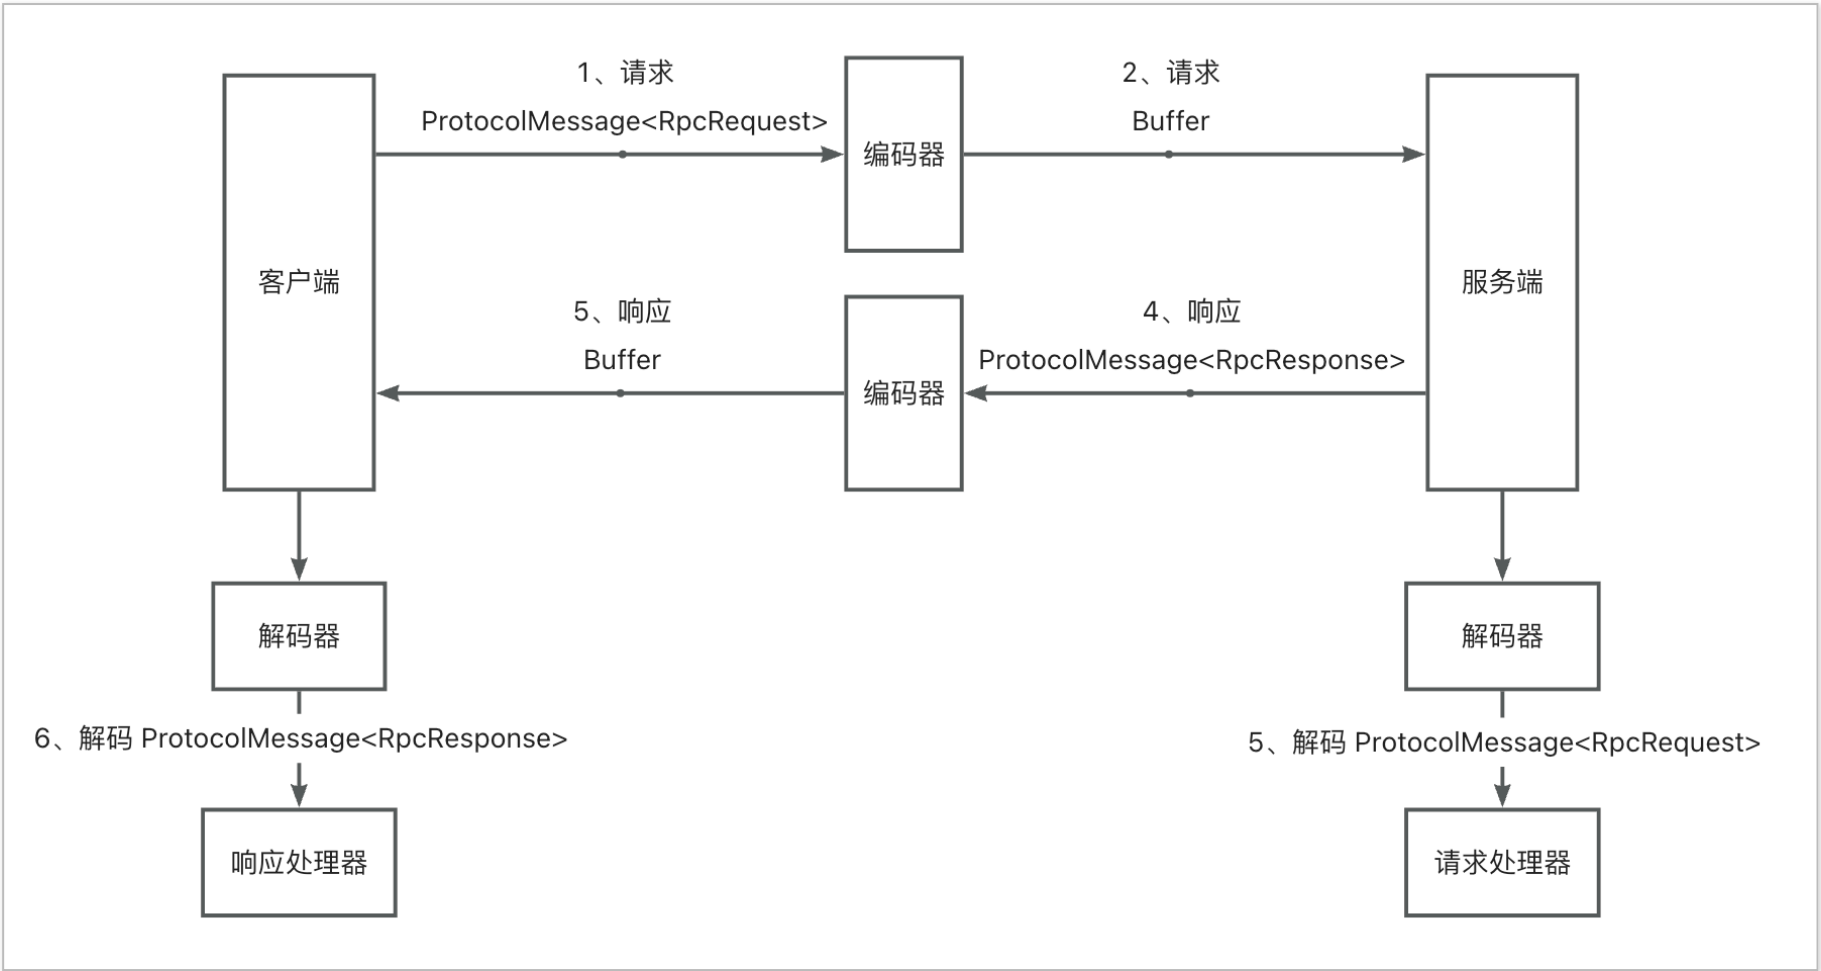 1、请求
ProtocolMessage<RpcRequest>
2、请求
Buffer
编码器
客户端
服务端
5、响应
Buffer
4、响应
ProtocolMessage<RpcResponse>
编码器
解码器
解码器
6、解码 ProtocolMessage<RpcResponse>
5、解码 ProtocolMessage<RpcRequest>
响应处理器
请求处理器